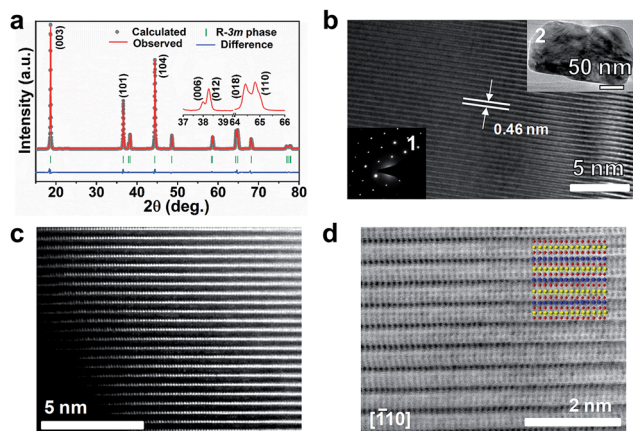 a
Calculated
R-3m phase
Observed
Difference
(003)
(101)
(104)
(006)
(012)
(018)
(110)
37 38 39 64 65 66
Intensity (a.u.)
20 30 40 50 60 70 80
2θ (deg.)
b
2
50 nm
0.46 nm
1
5 nm
c
5 nm
d
[1̄10]
2 nm